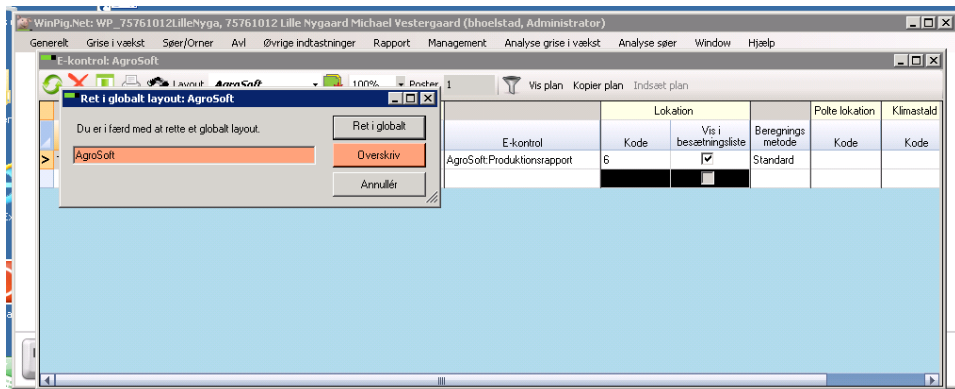 WinPig.Net: WP_75761012LilleNyga, 75761012 Lille Nygaard Michael Vestergaard (bhoelstad, Administrator)
Generelt Grise i vækst Søer/Orner Avl Øvrige indtastninger Rapport Management Analyse grise i vækst Analyse søer Window Hjælp
E-kontrol: AgroSoft
Layout AgroSoft 100% Poster 1 Vis plan Kopier plan Indsæt plan
Ret i globalt layout: AgroSoft
Du er i færd med at rette et globalt layout.
AgroSoft
Ret i globalt
Overskriv
Annullér
Lokation Polte lokation Klimastald
E-kontrol Kode Vis i besætningsliste Beregnings metode Kode Kode
AgroSoft:Produktionsrapport 6 Standard